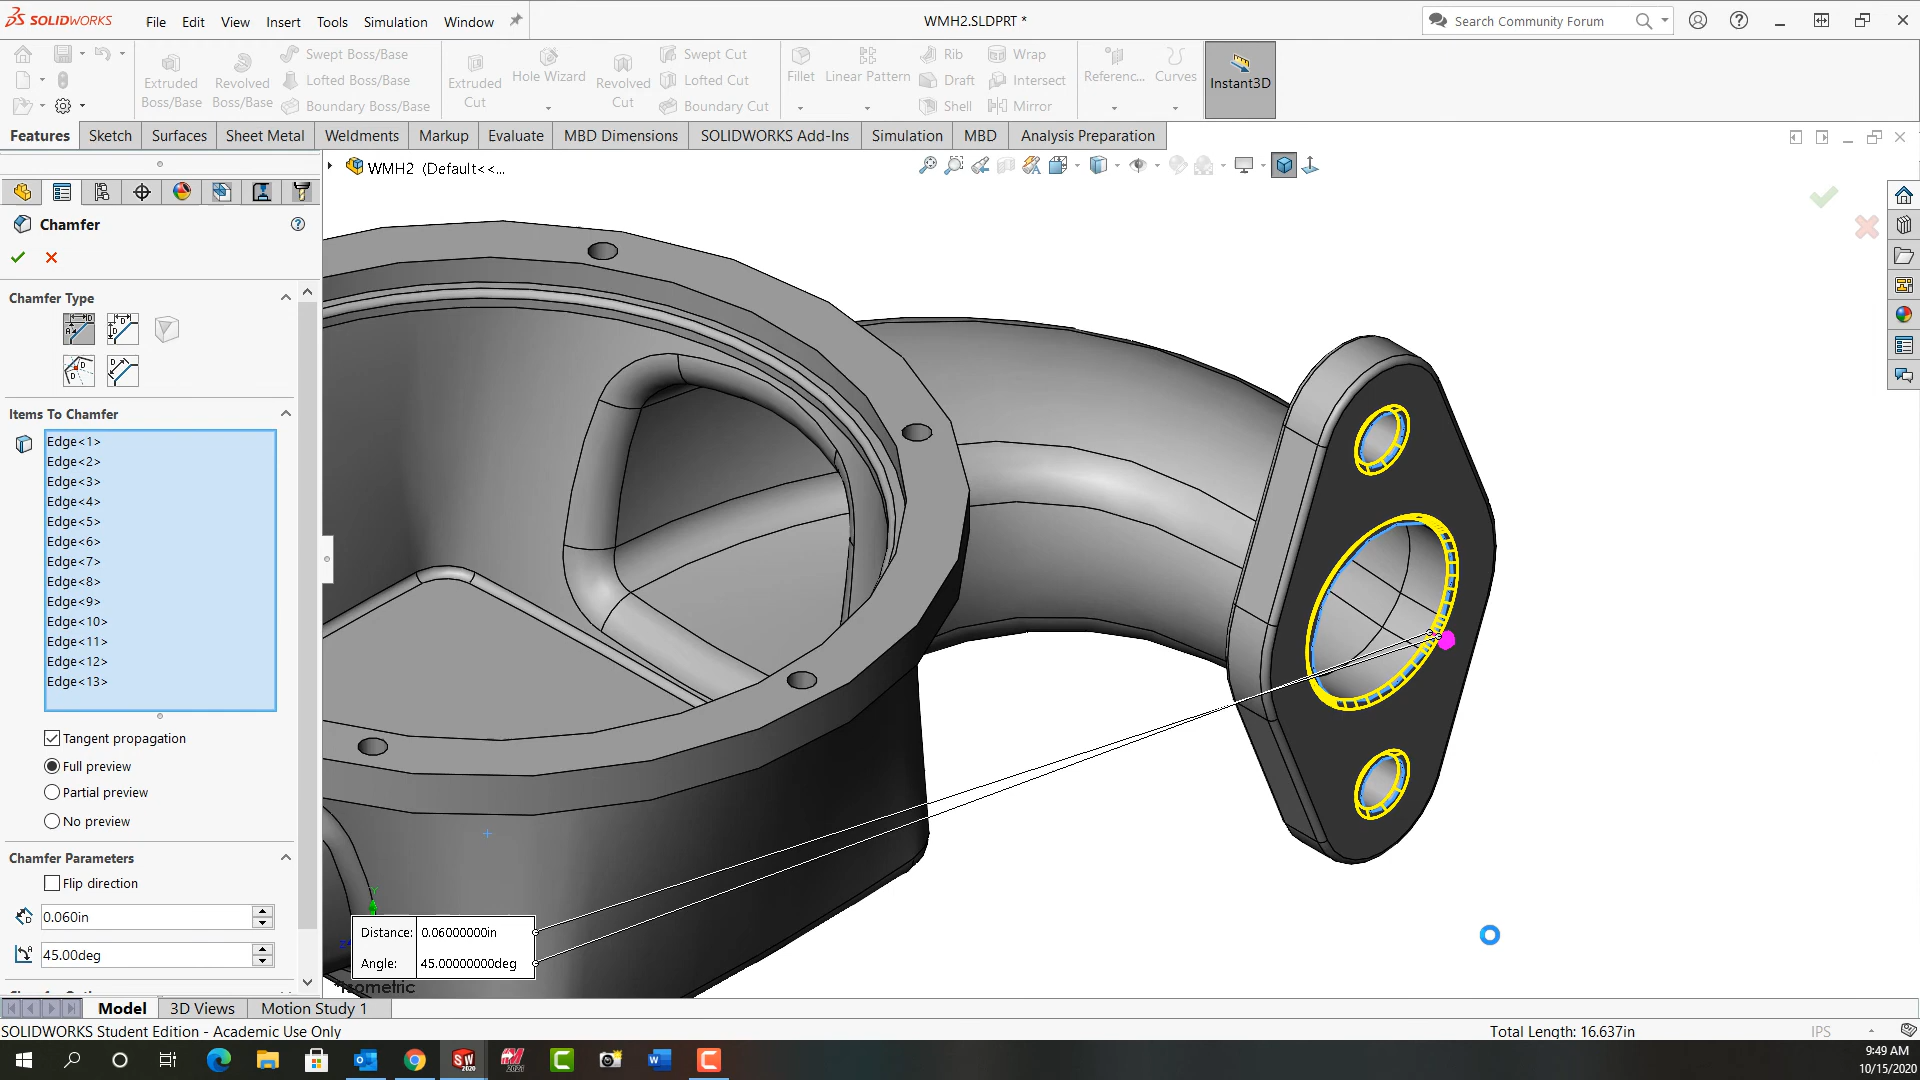 SOLIDWORKS File Edit View Insert Tools Simulation Window WMH2.SLDPRT * Search Community Forum
Extruded Boss/Base
Revolved Boss/Base
Swept Boss/Base
Lofted Boss/Base
Boundary Boss/Base
Extruded Cut
Hole Wizard
Revolved Cut
Swept Cut
Lofted Cut
Boundary Cut
Fillet
Linear Pattern
Rib
Draft
Shell
Wrap
Intersect
Mirror
Referenc...
Curves
Instant3D
Features Sketch Surfaces Sheet Metal Weldments Markup Evaluate MBD Dimensions SOLIDWORKS Add-Ins Simulation MBD Analysis Preparation
WMH2 (Default<<...
Chamfer
Chamfer Type
Items To Chamfer
Edge<1>
Edge<2>
Edge<3>
Edge<4>
Edge<5>
Edge<6>
Edge<7>
Edge<8>
Edge<9>
Edge<10>
Edge<11>
Edge<12>
Edge<13>
Tangent propagation
Full preview
Partial preview
No preview
Chamfer Parameters
Flip direction
0.060in
45.00deg
Distance: 0.06000000in
Angle: 45.00000000deg
*Isometric
Model 3D Views Motion Study 1
SOLIDWORKS Student Edition - Academic Use Only Total Length: 16.637in IPS
9:49 AM
10/15/2020